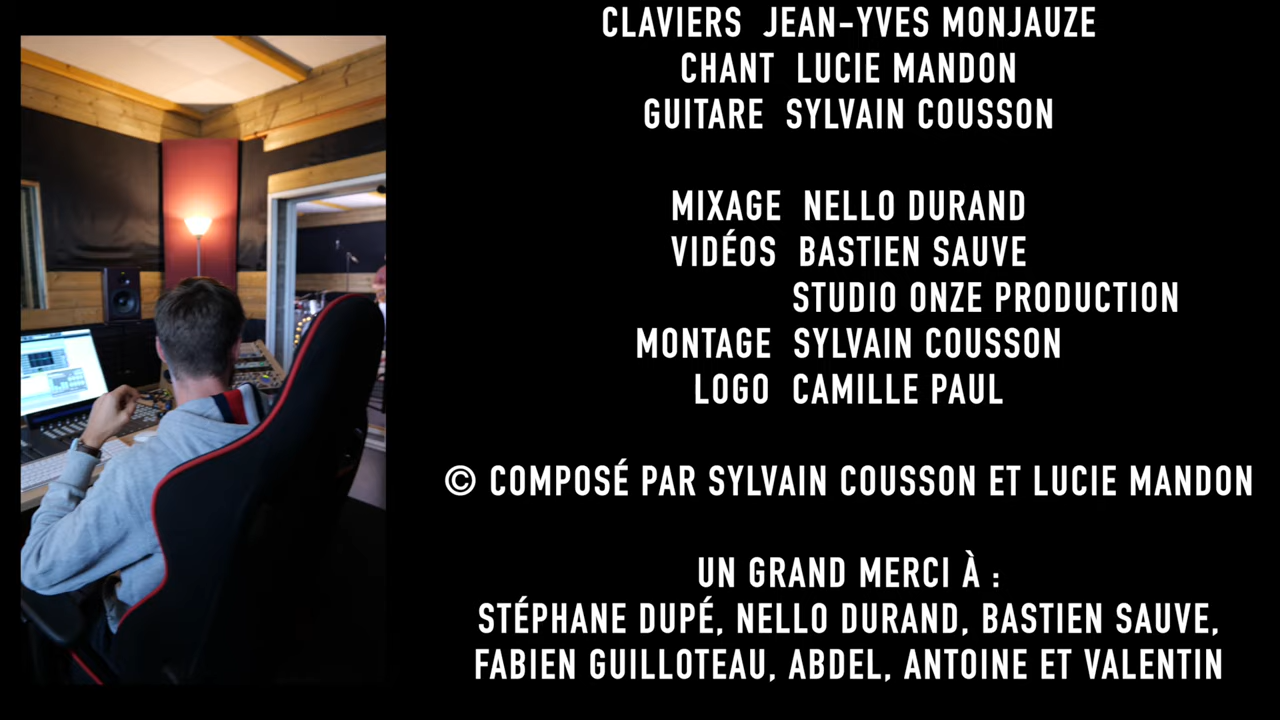 CLAVIERS JEAN-YVES MONJAUZE
CHANT LUCIE MANDON
GUITARE SYLVAIN COUSSON
MIXAGE NELLO DURAND
VIDÉOS BASTIEN SAUVE
STUDIO ONZE PRODUCTION
MONTAGE SYLVAIN COUSSON
LOGO CAMILLE PAUL
© COMPOSÉ PAR SYLVAIN COUSSON ET LUCIE MANDON
UN GRAND MERCI À :
STÉPHANE DUPÉ, NELLO DURAND, BASTIEN SAUVE,
FABIEN GUILLOTEAU, ABDEL, ANTOINE ET VALENTIN